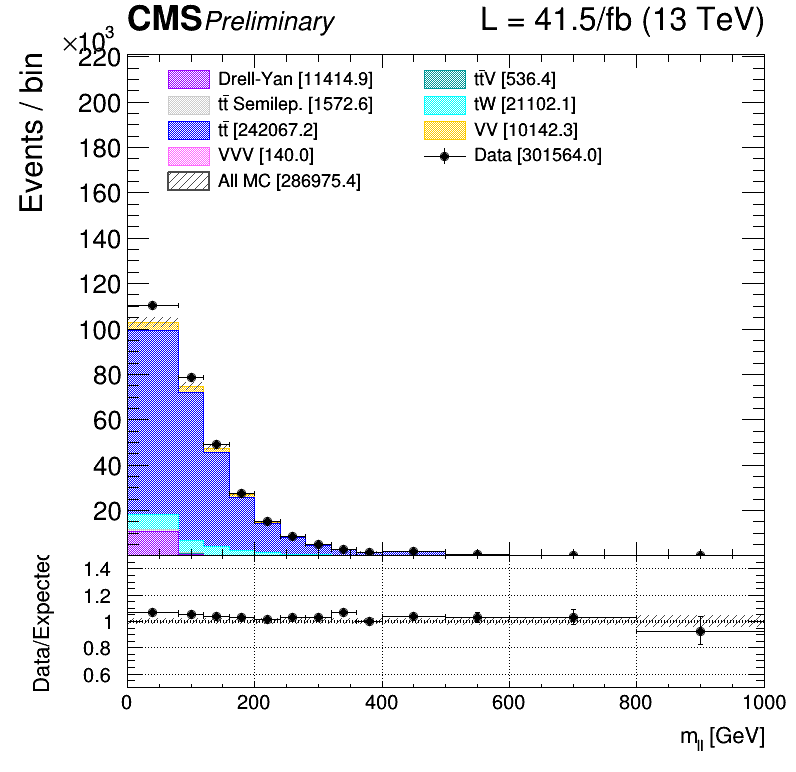 CMS Preliminary L = 41.5/fb (13 TeV)
×10³
Events / bin
220
200
180
160
140
120
100
80
60
40
20
Drell-Yan [11414.9]
tt̄ Semilep. [1572.6]
tt̄ [242067.2]
VVV [140.0]
All MC [286975.4]
tt̄V [536.4]
tW [21102.1]
VV [10142.3]
Data [301564.0]
Data/Expected
1.4
1.2
1
0.8
0.6
0 200 400 600 800 1000
m_ll [GeV]